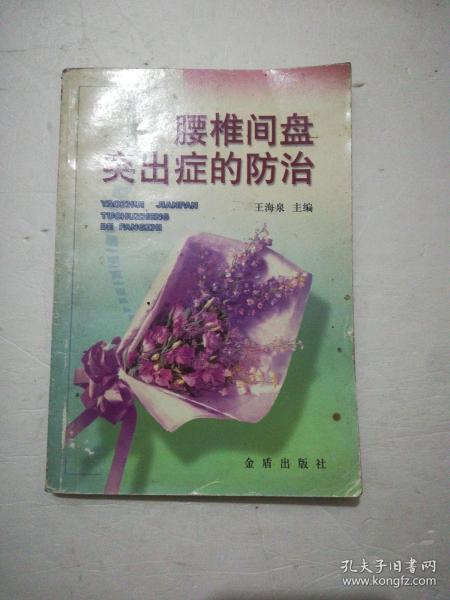 腰椎间盘
突出症的防治
YAOZHUI JIANPAN
TUCHUZHENG
DE FANGZHI
王海泉 主编
金盾出版社
孔夫子旧书网
www.kongfz.com